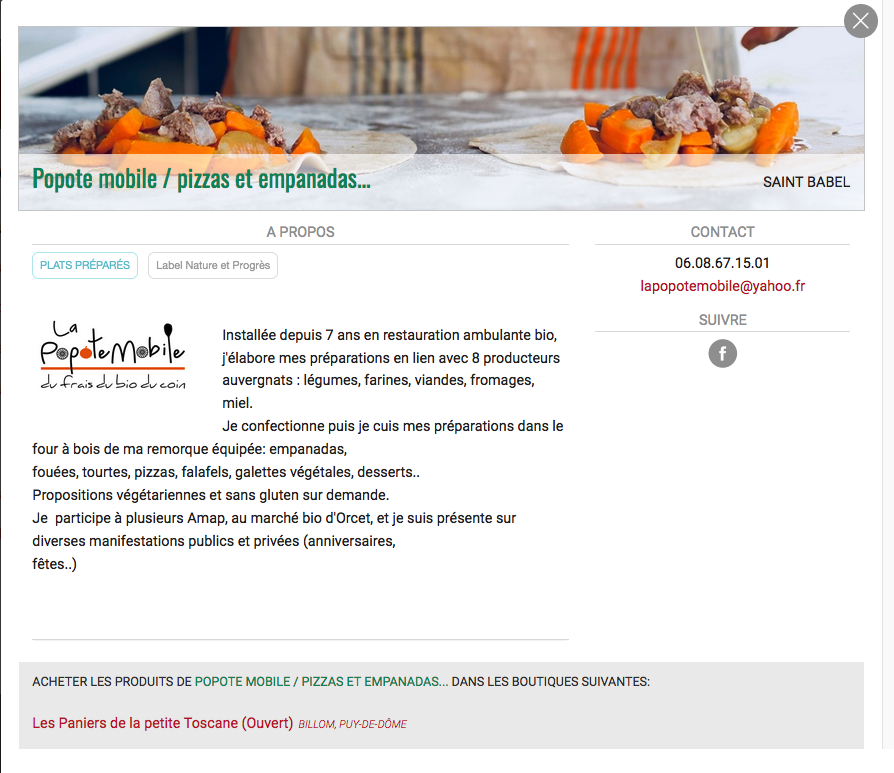 Popote mobile / pizzas et empanadas...
SAINT BABEL
A PROPOS
PLATS PRÉPARÉS
Label Nature et Progrès
La
PopoteMobile
du frais du bio du coin
Installée depuis 7 ans en restauration ambulante bio,
j'élabore mes préparations en lien avec 8 producteurs
auvergnats : légumes, farines, viandes, fromages,
miel.
Je confectionne puis je cuis mes préparations dans le
four à bois de ma remorque équipée: empanadas,
fouées, tourtes, pizzas, falafels, galettes végétales, desserts..
Propositions végétariennes et sans gluten sur demande.
Je  participe à plusieurs Amap, au marché bio d'Orcet, et je suis présente sur
diverses manifestations publics et privées (anniversaires,
fêtes..)
CONTACT
06.08.67.15.01
lapopotemobile@yahoo.fr
SUIVRE
f
ACHETER LES PRODUITS DE POPOTE MOBILE / PIZZAS ET EMPANADAS... DANS LES BOUTIQUES SUIVANTES:
Les Paniers de la petite Toscane (Ouvert) BILLOM, PUY-DE-DÔME